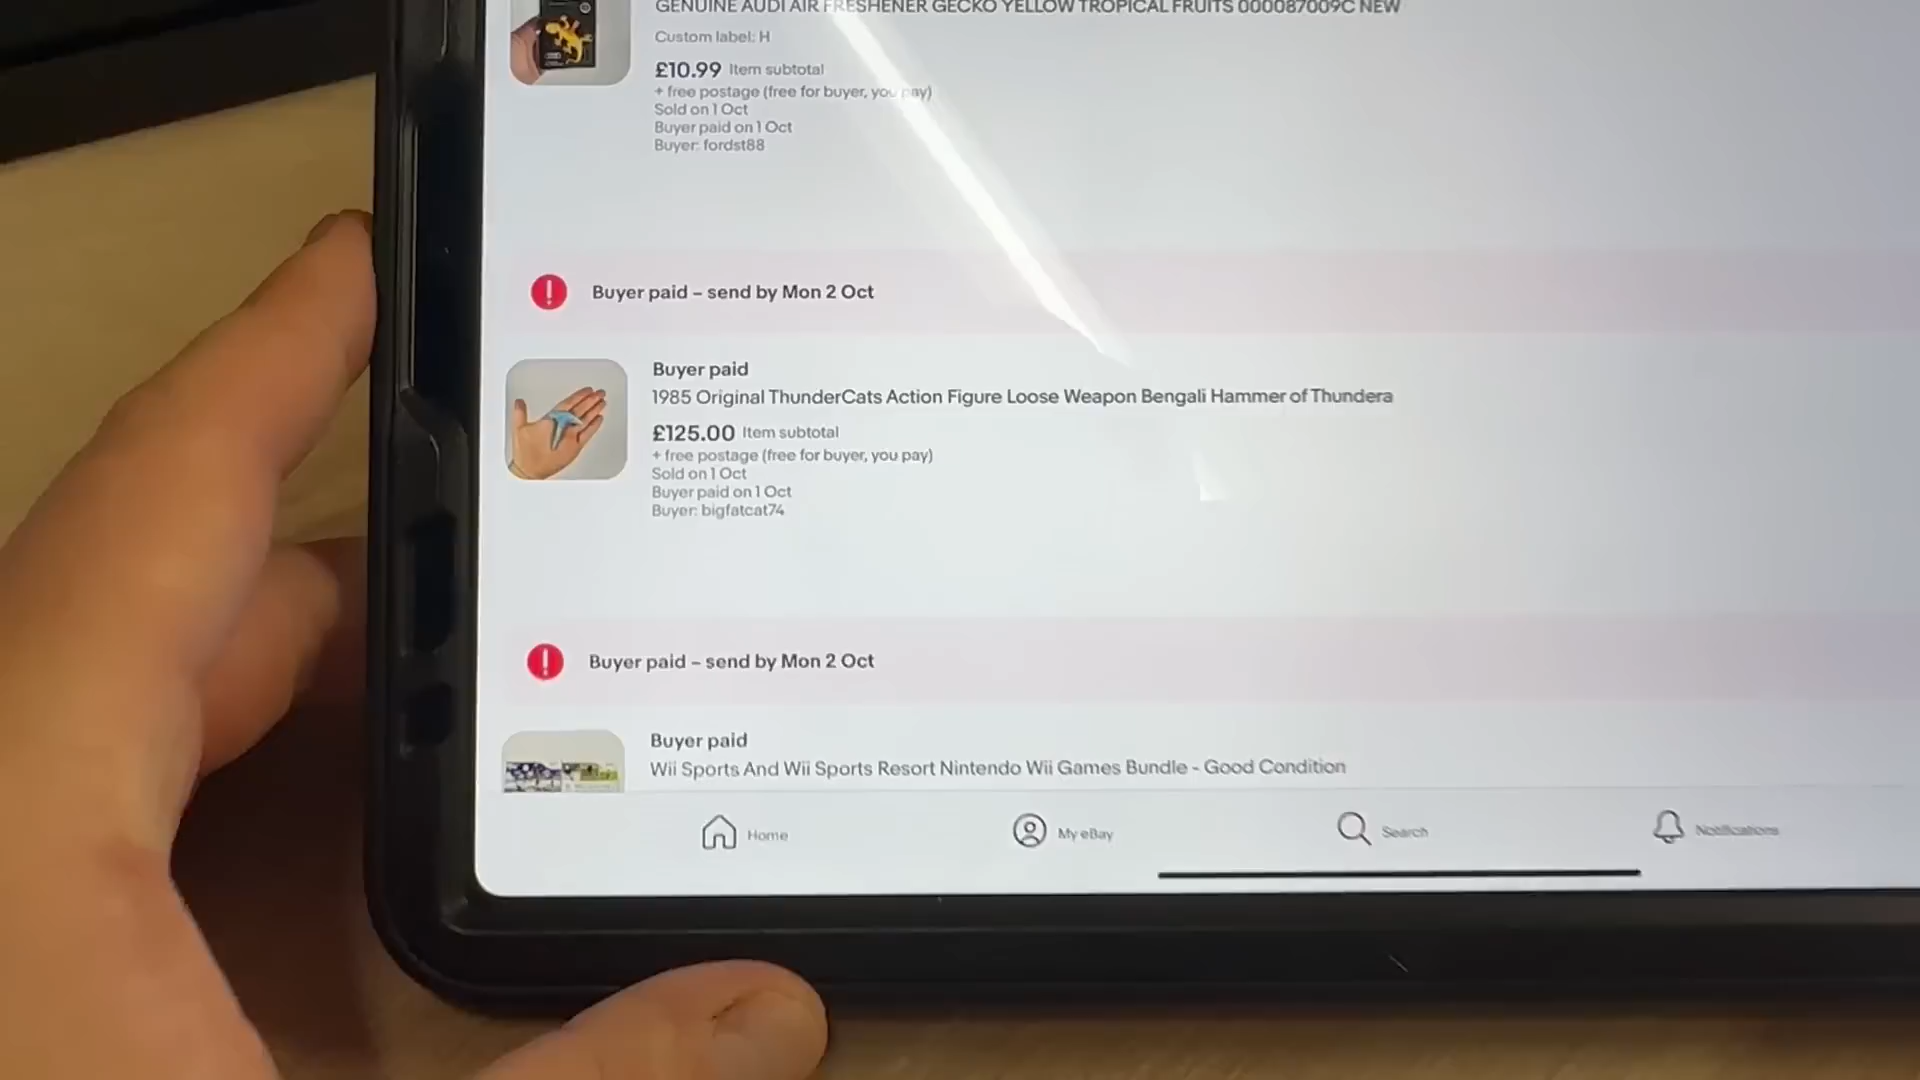 GENUINE AUDI AIR FRESHENER GECKO YELLOW TROPICAL FRUITS 000087009C NEW
Custom label: H
£10.99 Item subtotal
+ free postage (free for buyer, you pay)
Sold on 1 Oct
Buyer paid on 1 Oct
Buyer: fordst88
Buyer paid – send by Mon 2 Oct
Buyer paid
1985 Original ThunderCats Action Figure Loose Weapon Bengali Hammer of Thundera
£125.00 Item subtotal
+ free postage (free for buyer, you pay)
Sold on 1 Oct
Buyer paid on 1 Oct
Buyer: bigfatcat74
Buyer paid – send by Mon 2 Oct
Buyer paid
Wii Sports And Wii Sports Resort Nintendo Wii Games Bundle - Good Condition
Home
My eBay
Search
Notifications